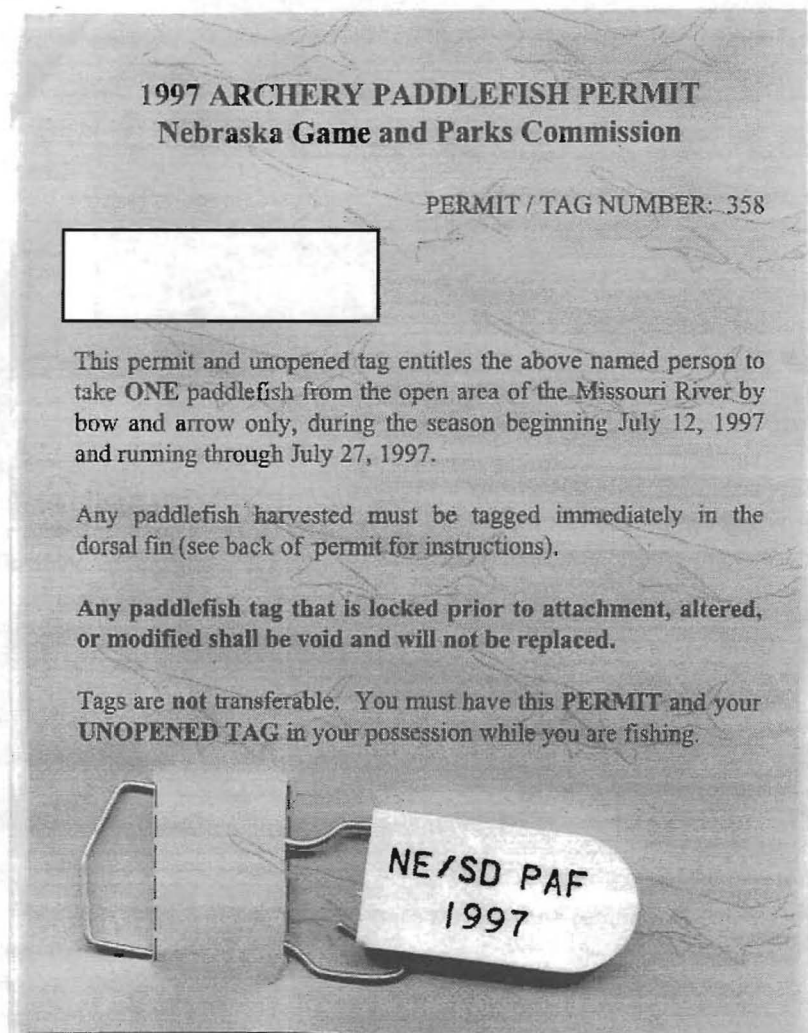 1997 ARCHERY PADDLEFISH PERMIT
Nebraska Game and Parks Commission
PERMIT / TAG NUMBER: 358
This permit and unopened tag entitles the above named person to
take ONE paddlefish from the open area of the Missouri River by
bow and arrow only, during the season beginning July 12, 1997
and running through July 27, 1997.
Any paddlefish harvested must be tagged immediately in the
dorsal fin (see back of permit for instructions).
Any paddlefish tag that is locked prior to attachment, altered,
or modified shall be void and will not be replaced.
Tags are not transferable. You must have this PERMIT and your
UNOPENED TAG in your possession while you are fishing.
NE/SD PAF
1997